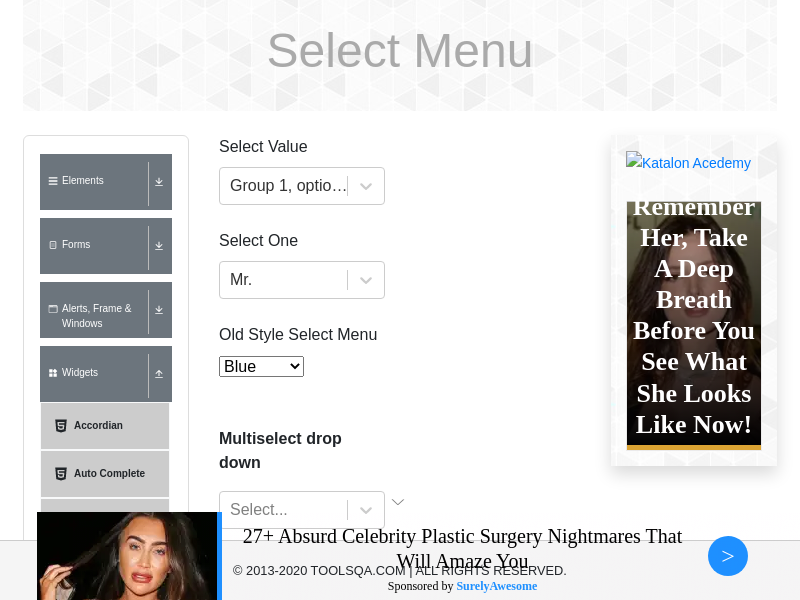 Select Menu
Elements
Forms
Alerts, Frame &
Windows
Widgets
Accordian
Auto Complete
Select Value
Group 1, optio...
Select One
Mr.
Old Style Select Menu
Blue
Multiselect drop
down
Select...
Katalon Acedemy
Remember
Her, Take
A Deep
Breath
Before You
See What
She Looks
Like Now!
27+ Absurd Celebrity Plastic Surgery Nightmares That
Will Amaze You
>
© 2013-2020 TOOLSQA.COM | ALL RIGHTS RESERVED.
Sponsored by SurelyAwesome